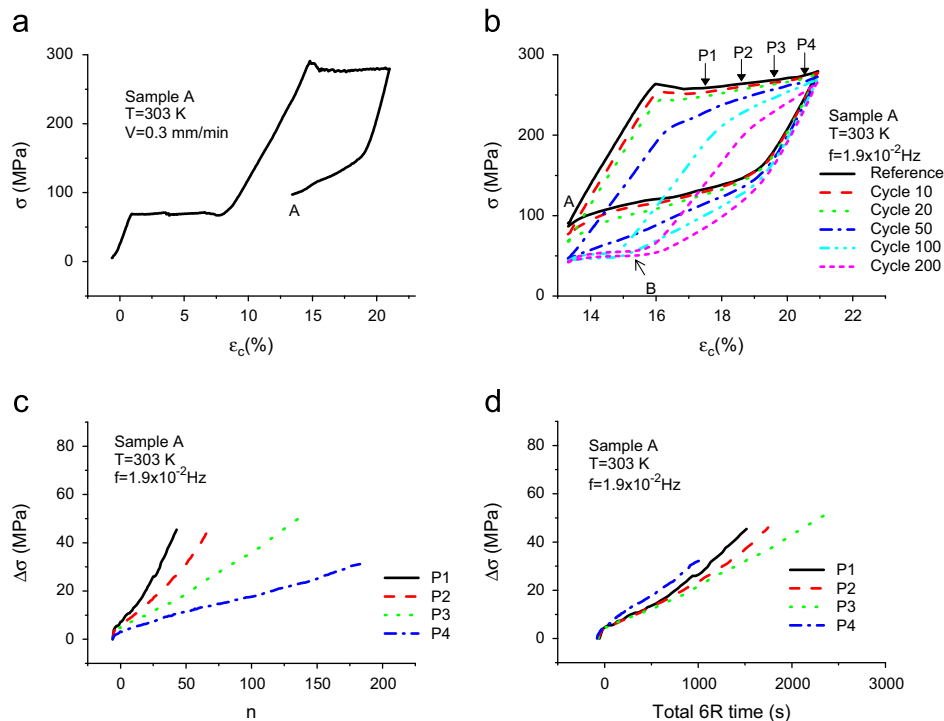 a
300
200
100
0
σ (MPa)
Sample A
T=303 K
V=0.3 mm/min
A
0 5 10 15 20
εc(%)
b
300
250
200
150
100
50
0
σ (MPa)
P1 P2 P3 P4
Sample A
T=303 K
f=1.9x10⁻²Hz
Reference
Cycle 10
Cycle 20
Cycle 50
Cycle 100
Cycle 200
A
B
14 16 18 20 22
εc(%)
c
80
60
40
20
0
Δσ (MPa)
Sample A
T=303 K
f=1.9x10⁻²Hz
P1
P2
P3
P4
0 50 100 150 200
n
d
80
60
40
20
0
Δσ (MPa)
Sample A
T=303 K
f=1.9x10⁻²Hz
P1
P2
P3
P4
0 1000 2000 3000
Total 6R time (s)